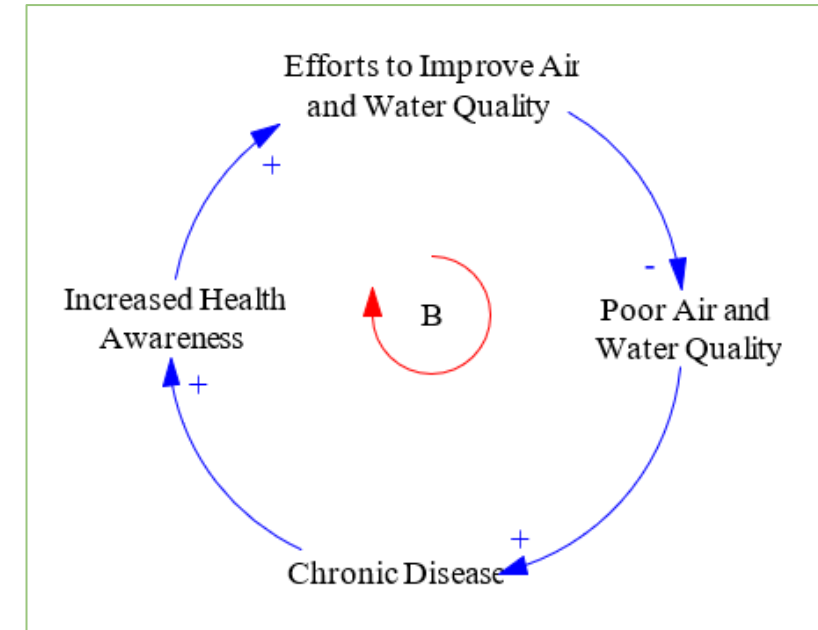 Efforts to Improve Air
and Water Quality
+
-
Increased Health
Awareness
B
Poor Air and
Water Quality
+
+
Chronic Disease